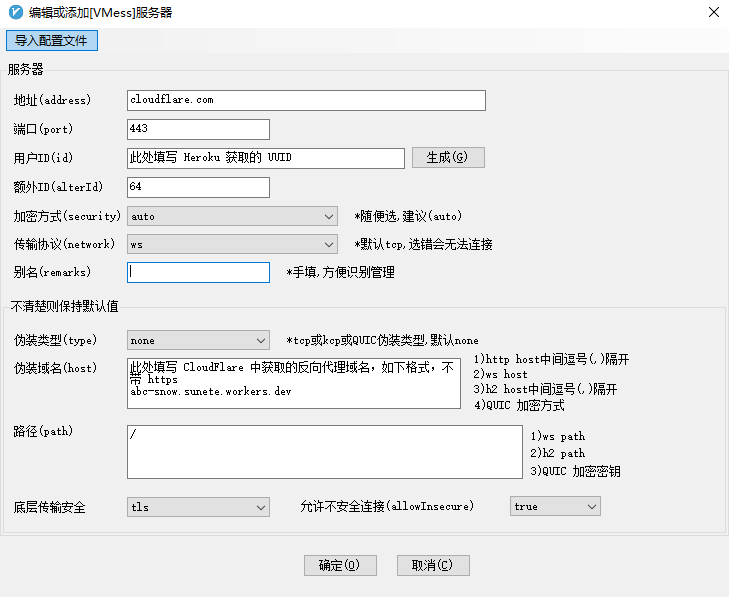 编辑或添加[VMess]服务器
导入配置文件
服务器
地址(address) cloudflare.com
端口(port) 443
用户ID(id) 此处填写 Heroku 获取的 UUID 生成(G)
额外ID(alterId) 64
加密方式(security) auto *随便选,建议(auto)
传输协议(network) ws *默认tcp,选错会无法连接
别名(remarks) *手填,方便识别管理
不清楚则保持默认值
伪装类型(type) none *tcp或kcp或QUIC伪装类型,默认none
伪装域名(host)
此处填写 CloudFlare 中获取的反向代理域名，如下格式，不
带 https
abc-snow.sunete.workers.dev
1)http host中间逗号(,)隔开
2)ws host
3)h2 host中间逗号(,)隔开
4)QUIC 加密方式
路径(path) /
1)ws path
2)h2 path
3)QUIC 加密密钥
底层传输安全 tls 允许不安全连接(allowInsecure) true
确定(O) 取消(C)